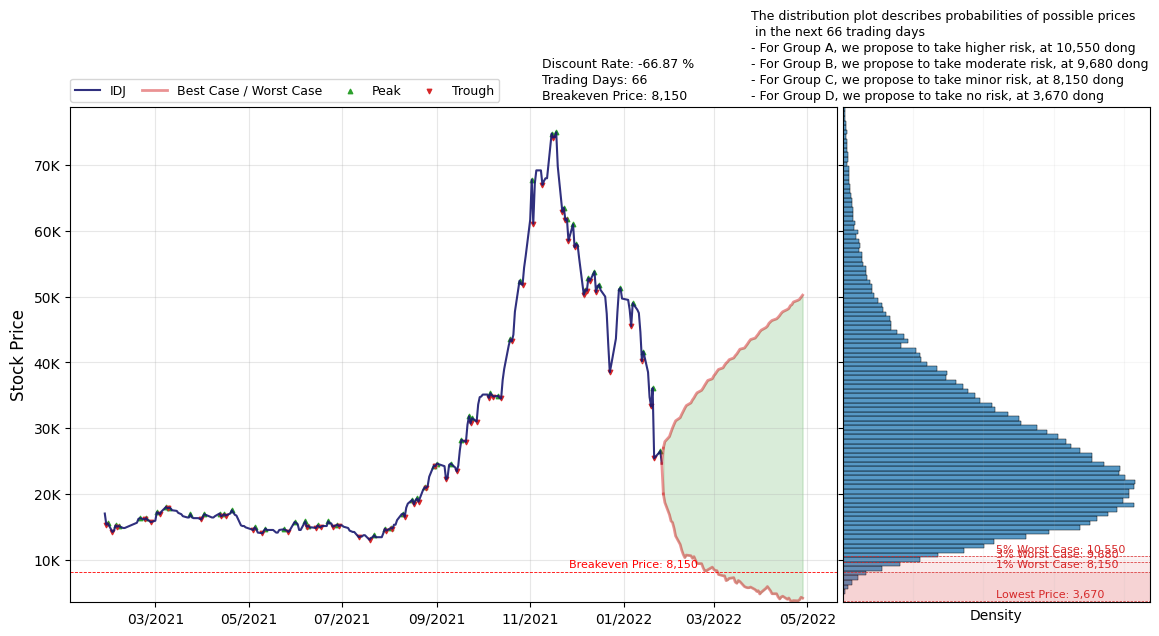 The distribution plot describes probabilities of possible prices
in the next 66 trading days
- For Group A, we propose to take higher risk, at 10,550 dong
- For Group B, we propose to take moderate risk, at 9,680 dong
- For Group C, we propose to take minor risk, at 8,150 dong
- For Group D, we propose to take no risk, at 3,670 dong
Discount Rate: -66.87 %
Trading Days: 66
Breakeven Price: 8,150
IDJ Best Case / Worst Case Peak Trough
Stock Price
70K
60K
50K
40K
30K
20K
10K
Breakeven Price: 8,150
5% Worst Case: 10,550
3% Worst Case: 9,680
1% Worst Case: 8,150
Lowest Price: 3,670
03/2021 05/2021 07/2021 09/2021 11/2021 01/2022 03/2022 05/2022
Density